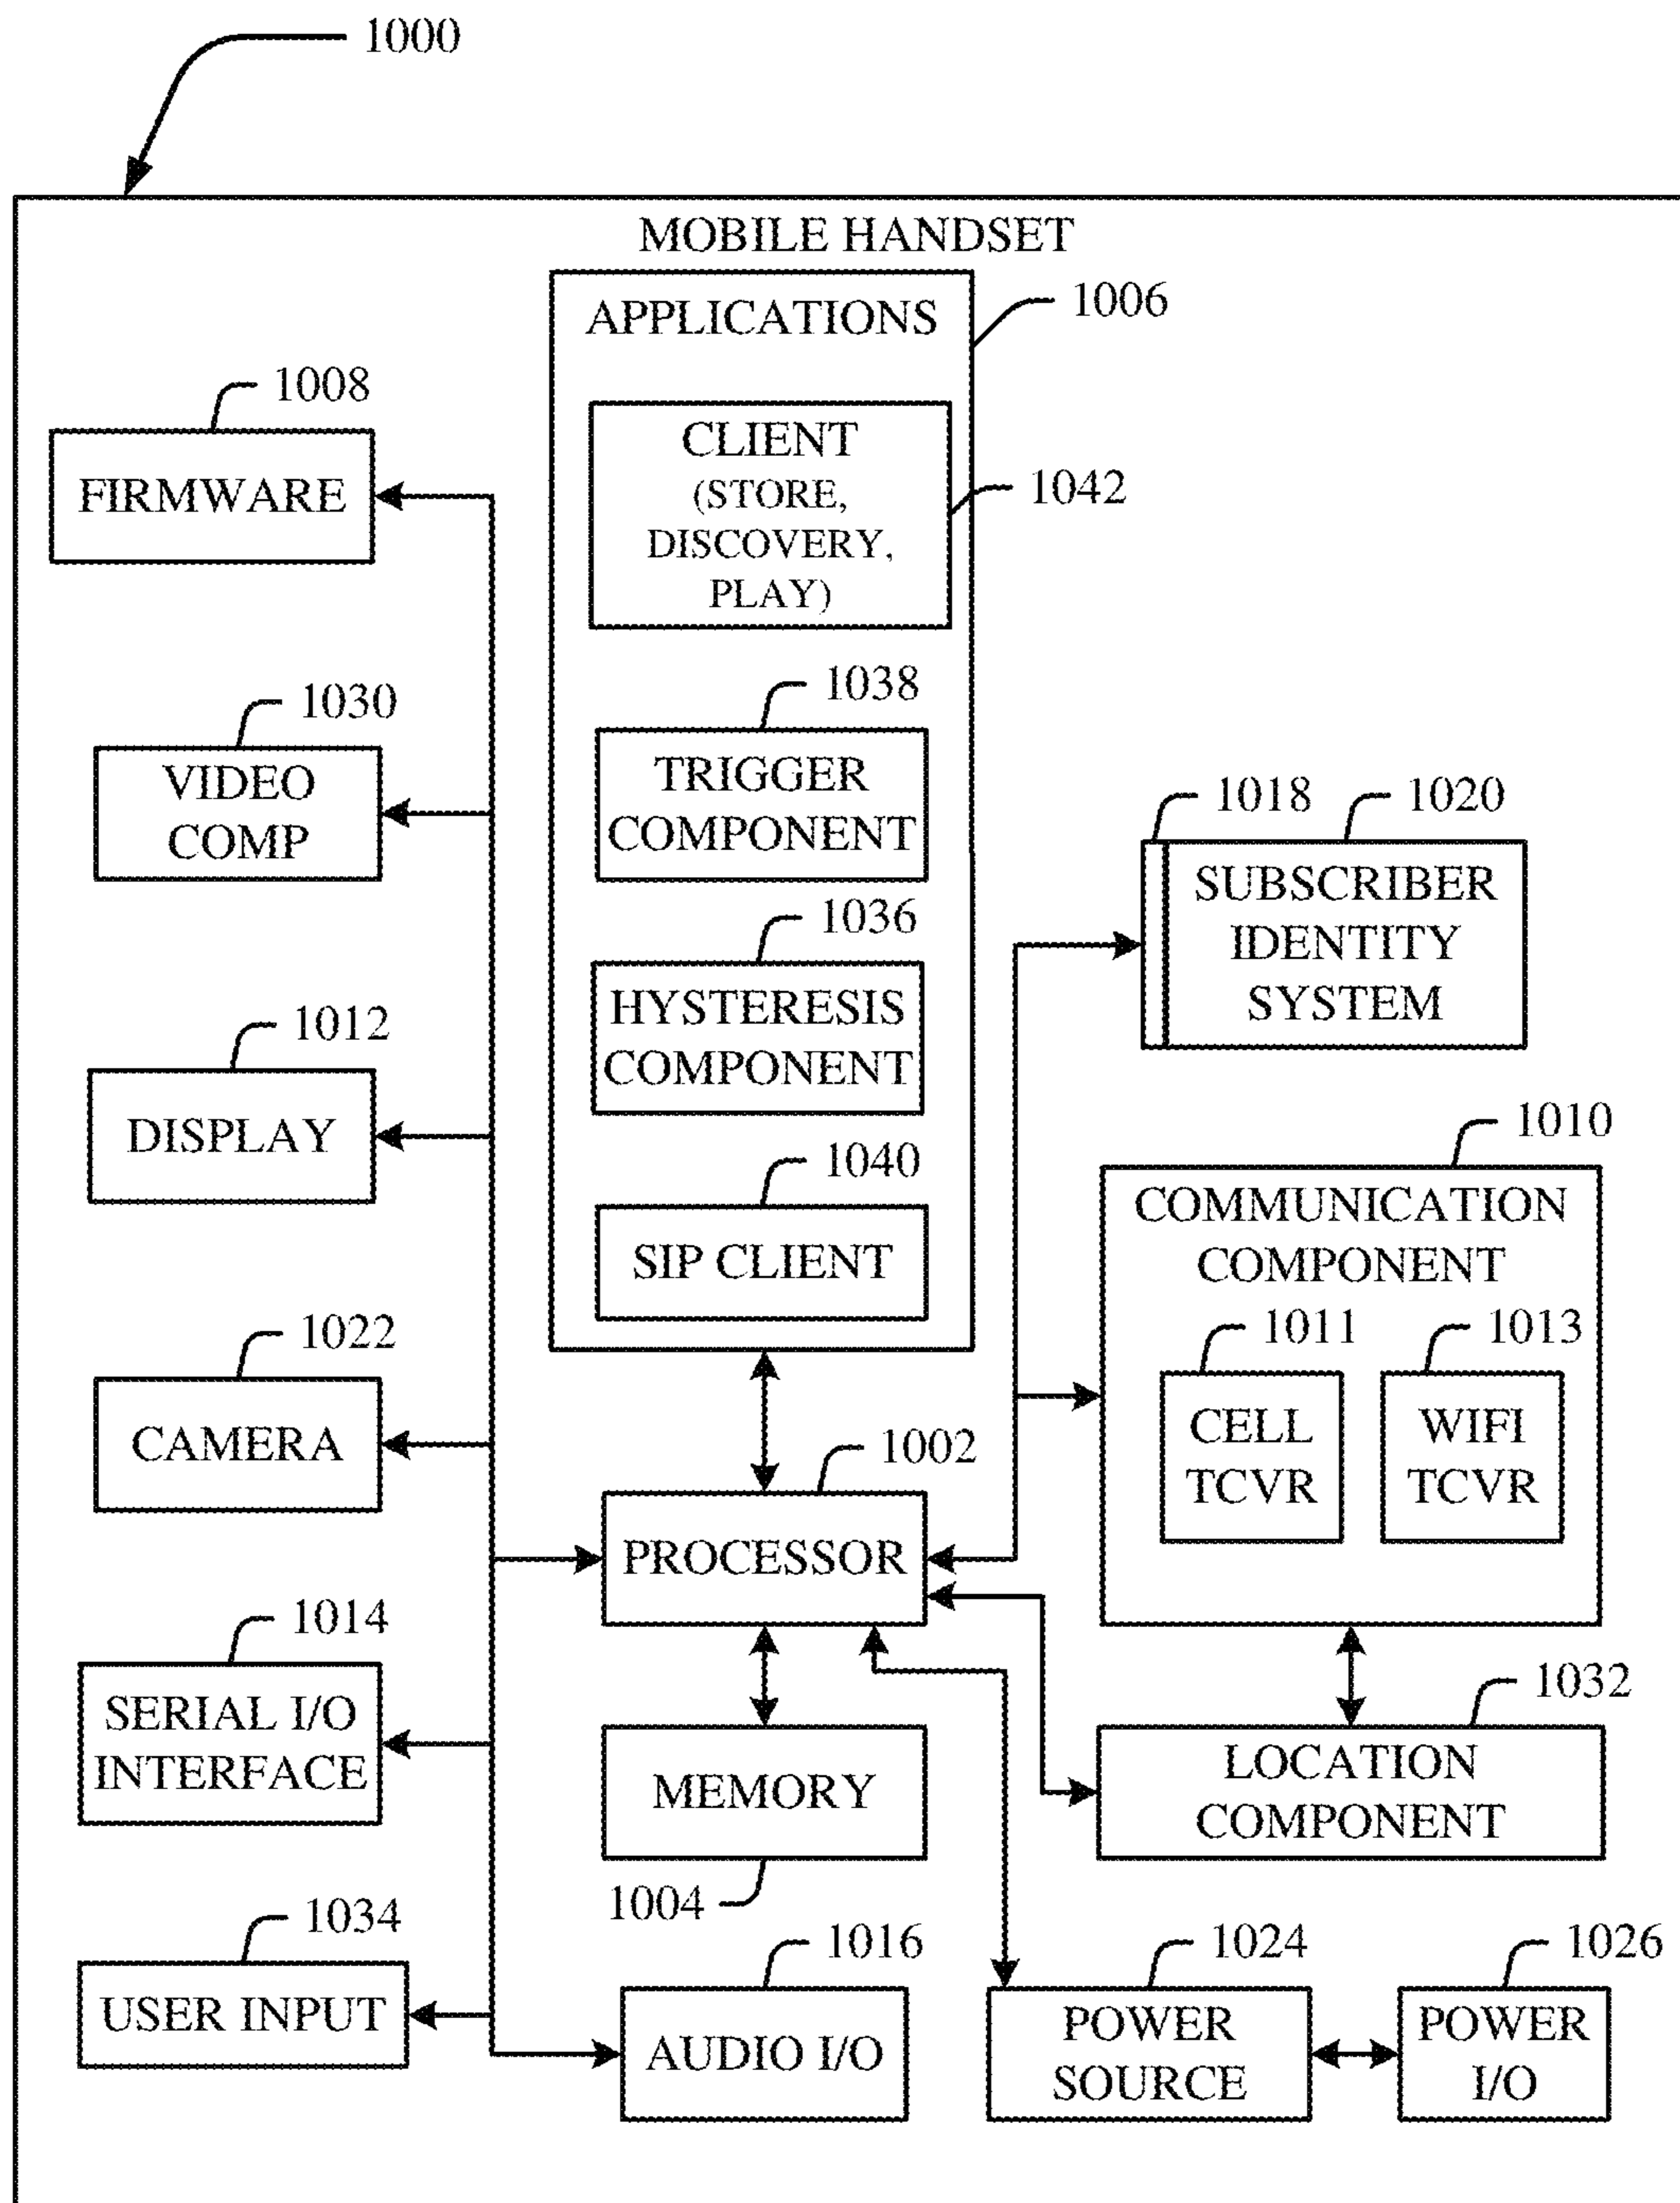 1000
MOBILE HANDSET
1006
APPLICATIONS
1042
CLIENT
(STORE,
DISCOVERY,
PLAY)
1038
TRIGGER
COMPONENT
1036
HYSTERESIS
COMPONENT
1040
SIP CLIENT
1008
FIRMWARE
1030
VIDEO
COMP
1012
DISPLAY
1022
CAMERA
1014
SERIAL I/O
INTERFACE
1034
USER INPUT
1002
PROCESSOR
MEMORY
1004
1016
AUDIO I/O
1018
1020
SUBSCRIBER
IDENTITY
SYSTEM
1010
COMMUNICATION
COMPONENT
1011
CELL
TCVR
1013
WIFI
TCVR
1032
LOCATION
COMPONENT
1024
POWER
SOURCE
1026
POWER
I/O